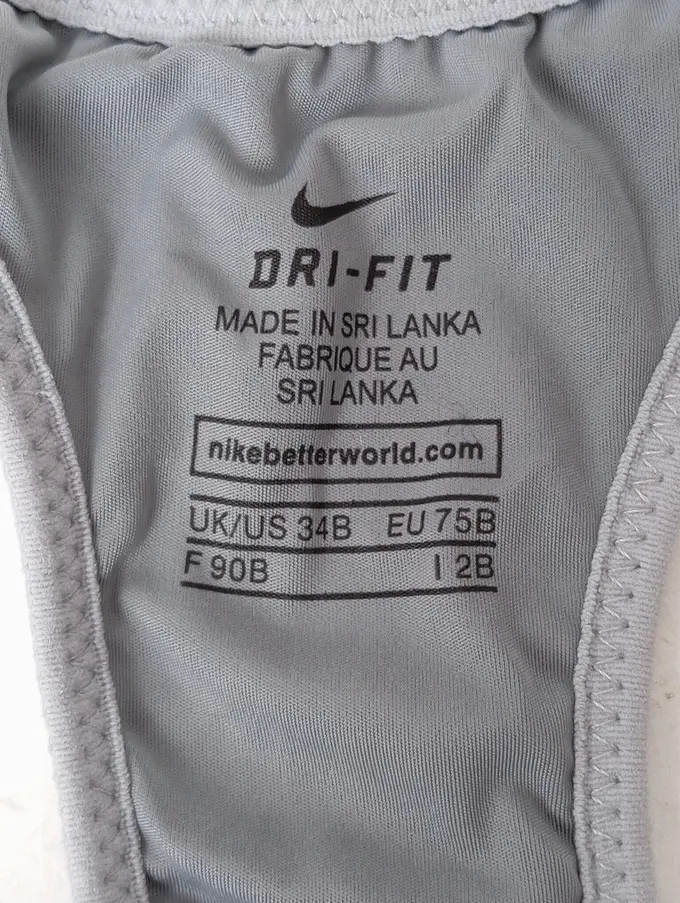 DRI-FIT
MADE IN SRI LANKA
FABRIQUE AU
SRI LANKA
nikebetterworld.com
UK/US 34B EU 75B
F 90B I 2B